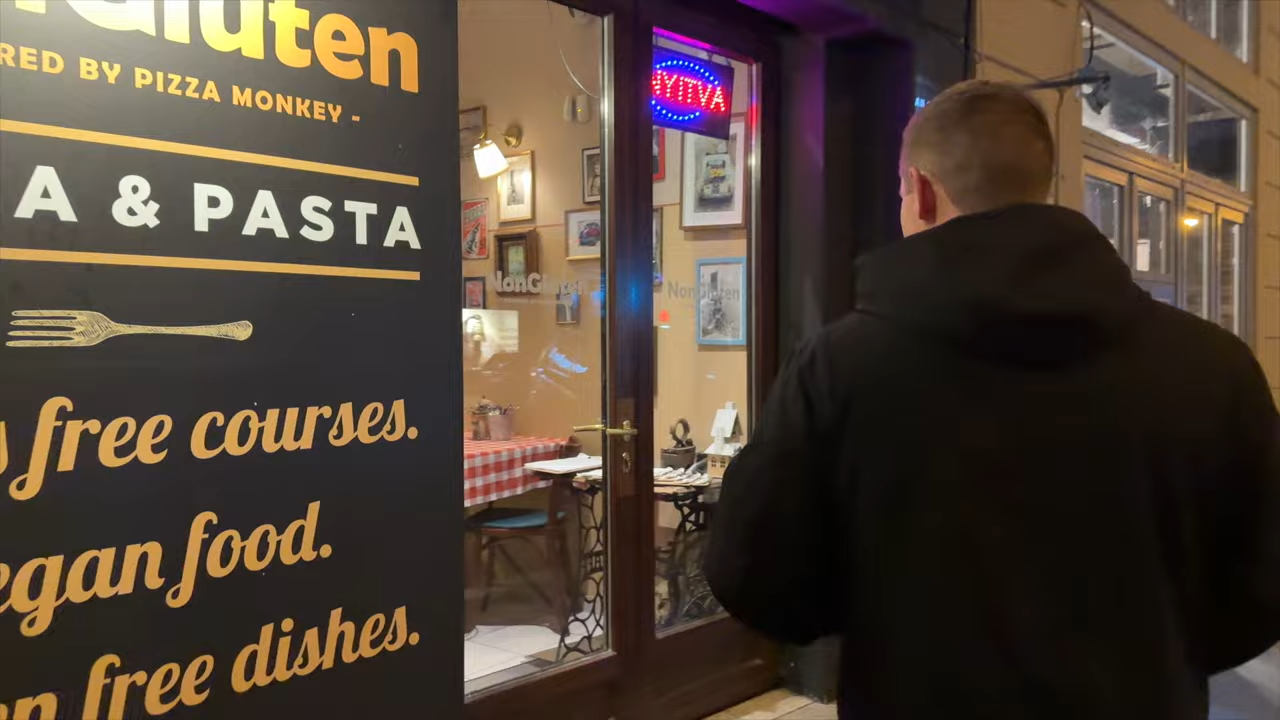 Gluten
RED BY PIZZA MONKEY -
A & PASTA
free courses.
egan food.
free dishes.
NYITVA
NonGluten
NonGluten